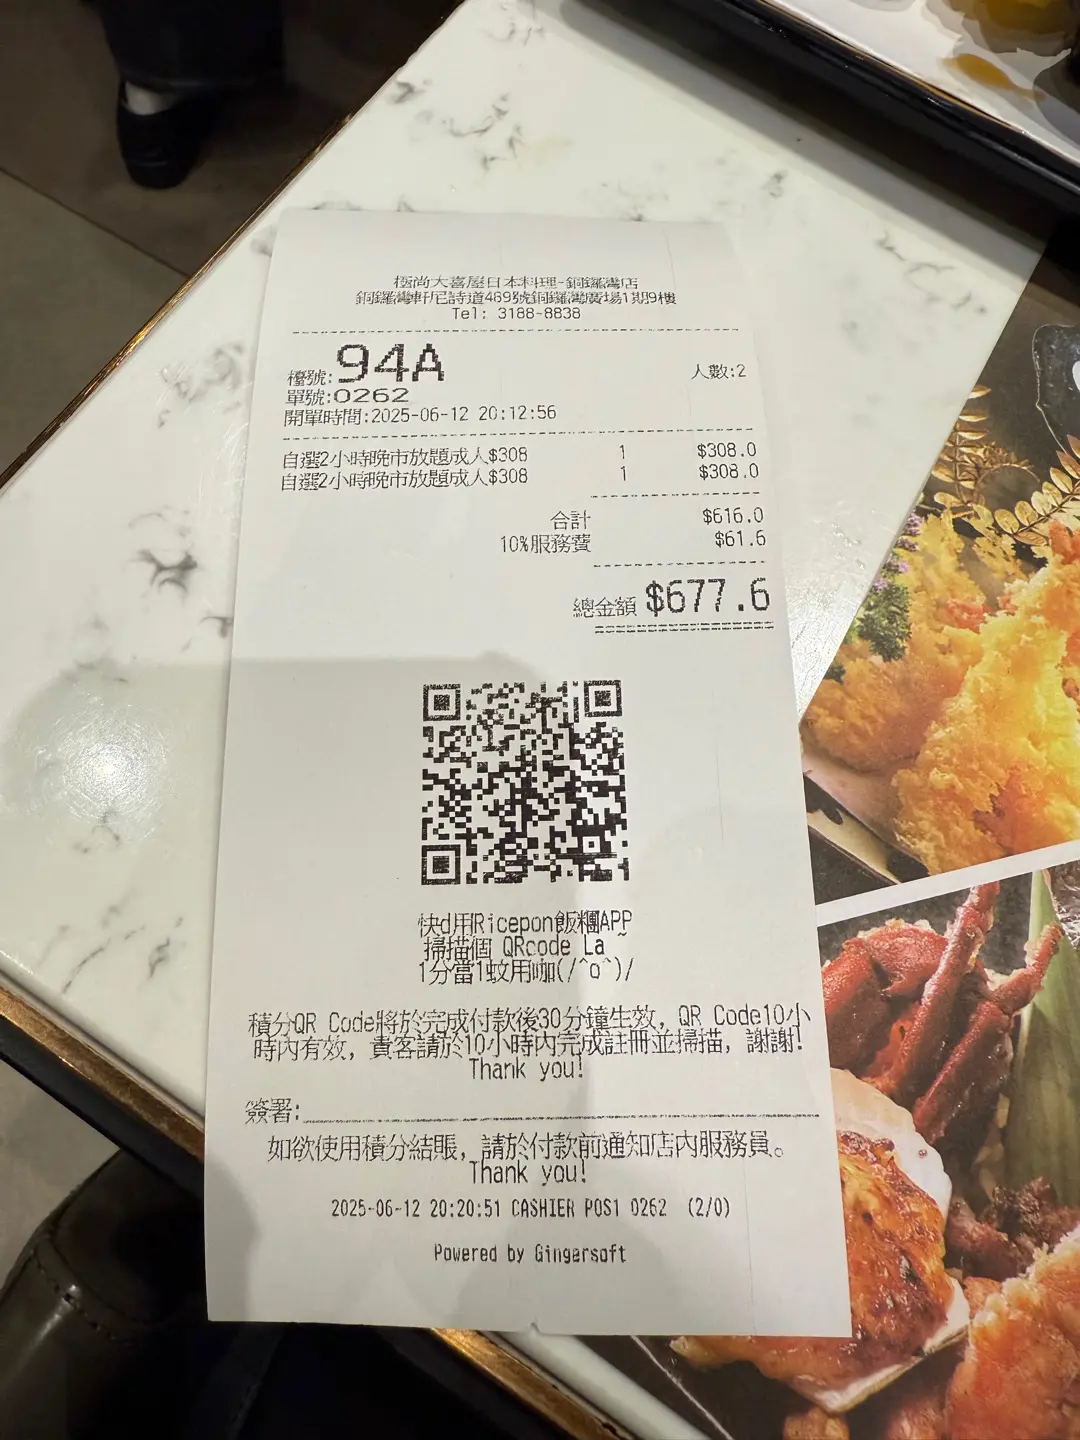 極尚大喜屋日本料理-銅鑼灣店
銅鑼灣軒尼詩道469號銅鑼灣廣場1期9樓
Tel: 3188-8838
檯號:94A 人數:2
單號:0262
開單時間:2025-06-12 20:12:56
自選2小時晚市放題成人$308 1 $308.0
自選2小時晚市放題成人$308 1 $308.0
合計 $616.0
10%服務費 $61.6
總金額 $677.6
快d用Ricepon飯糰APP
掃描個 QRcode La ~
1分當1蚊用咖(/^o^)/
積分QR Code將於完成付款後30分鐘生效, QR Code10小
時內有效, 貴客請於10小時內完成註冊並掃描, 謝謝!
Thank you!
簽署:
如欲使用積分結賬, 請於付款前通知店內服務員。
Thank you!
2025-06-12 20:20:51 CASHIER POS1 0262 (2/0)
Powered by Gingersoft